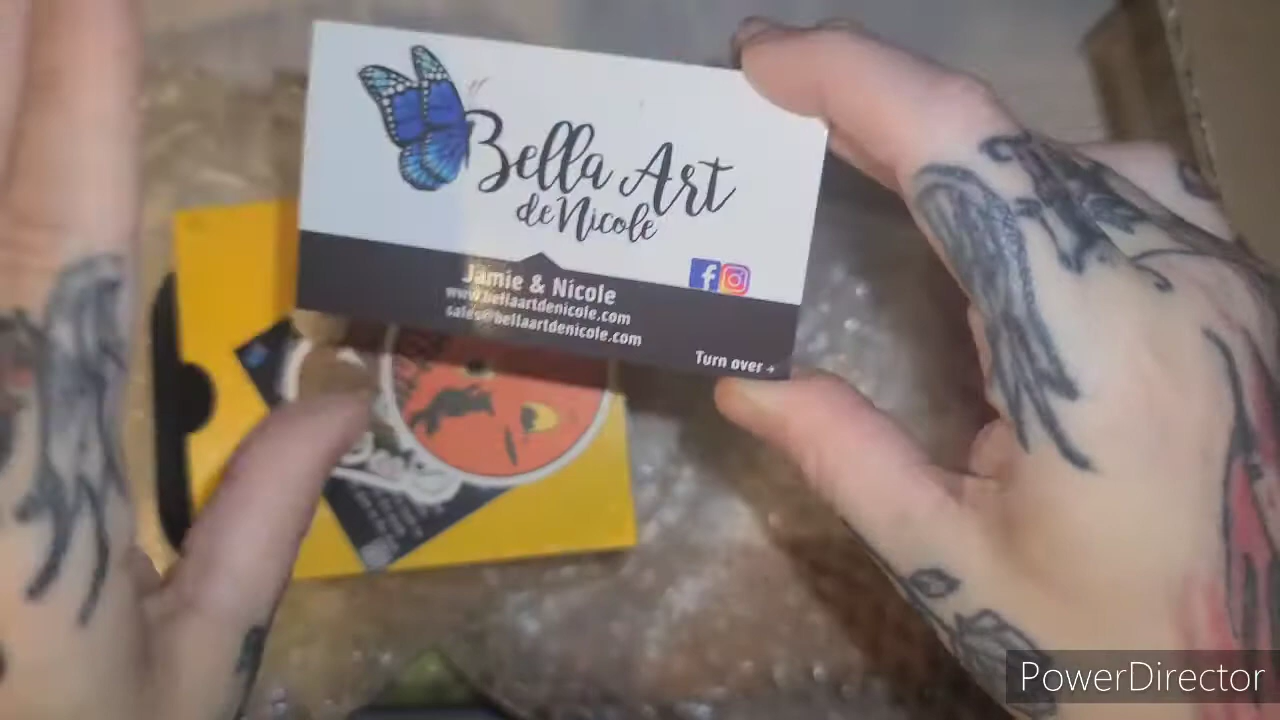 Bella Art
de Nicole
Jamie & Nicole
www.bellaartdenicole.com
sales@bellaartdenicole.com
Turn over
PowerDirector